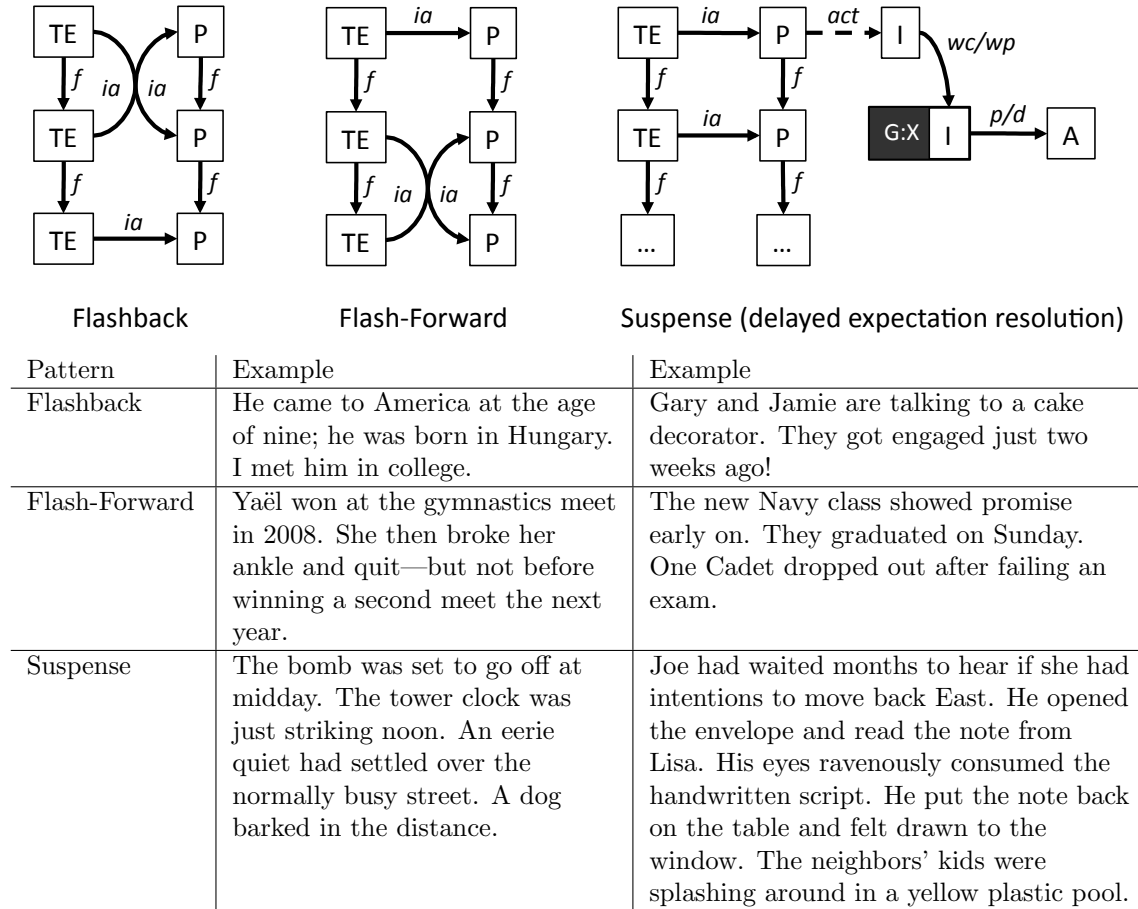 TE P
f ia ia f
TE P
f f
TE ia P
Flashback
TE ia P
f f
TE P
f ia ia f
TE P
Flash-Forward
TE ia P act I
f f wc/wp
TE ia P G:X I p/d A
f f
... ...
Suspense (delayed expectation resolution)
Pattern Example Example
Flashback He came to America at the age Gary and Jamie are talking to a cake
of nine; he was born in Hungary. decorator. They got engaged just two
I met him in college. weeks ago!
Flash-Forward Yaël won at the gymnastics meet The new Navy class showed promise
in 2008. She then broke her early on. They graduated on Sunday.
ankle and quit—but not before One Cadet dropped out after failing an
winning a second meet the next exam.
year.
Suspense The bomb was set to go off at Joe had waited months to hear if she had
midday. The tower clock was intentions to move back East. He opened
just striking noon. An eerie the envelope and read the note from
quiet had settled over the Lisa. His eyes ravenously consumed the
normally busy street. A dog handwritten script. He put the note back
barked in the distance. on the table and felt drawn to the
window. The neighbors' kids were
splashing around in a yellow plastic pool.